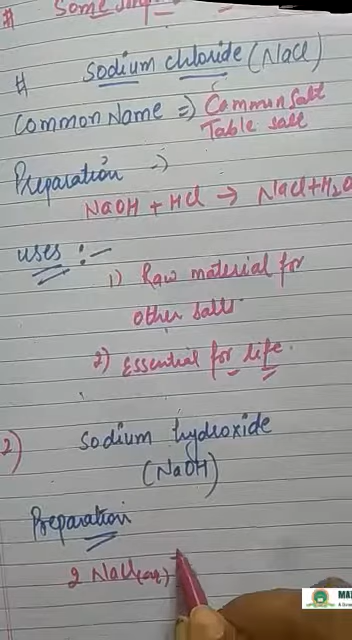 # Some
# Sodium chloride (NaCl)
Common Name => Common Salt
Table salt
Preparation ->
NaOH + HCl → NaCl + H2O
uses :-
1) Raw material for
other salts
2) Essential for life.
2) Sodium hydroxide
(NaOH)
Preparation
2 NaCl(aq)